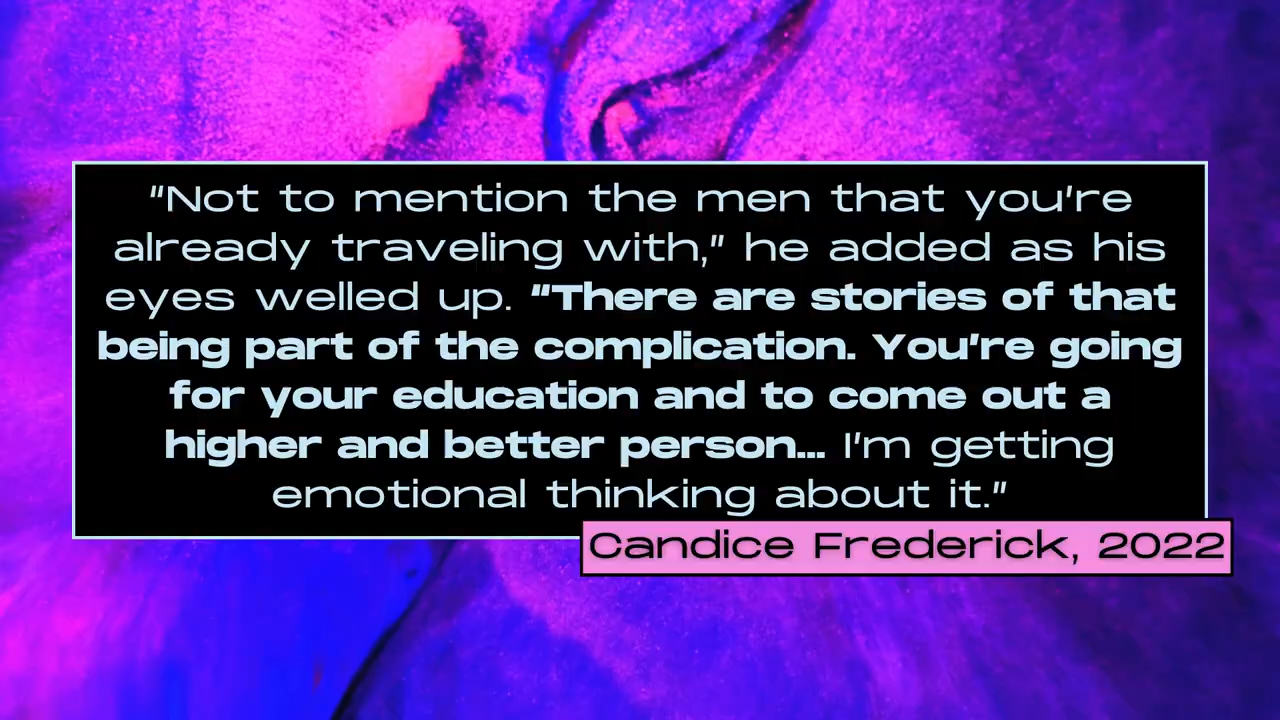 "Not to mention the men that you're
already traveling with," he added as his
eyes welled up. "There are stories of that
being part of the complication. You're going
for your education and to come out a
higher and better person... I'm getting
emotional thinking about it."
Candice Frederick, 2022